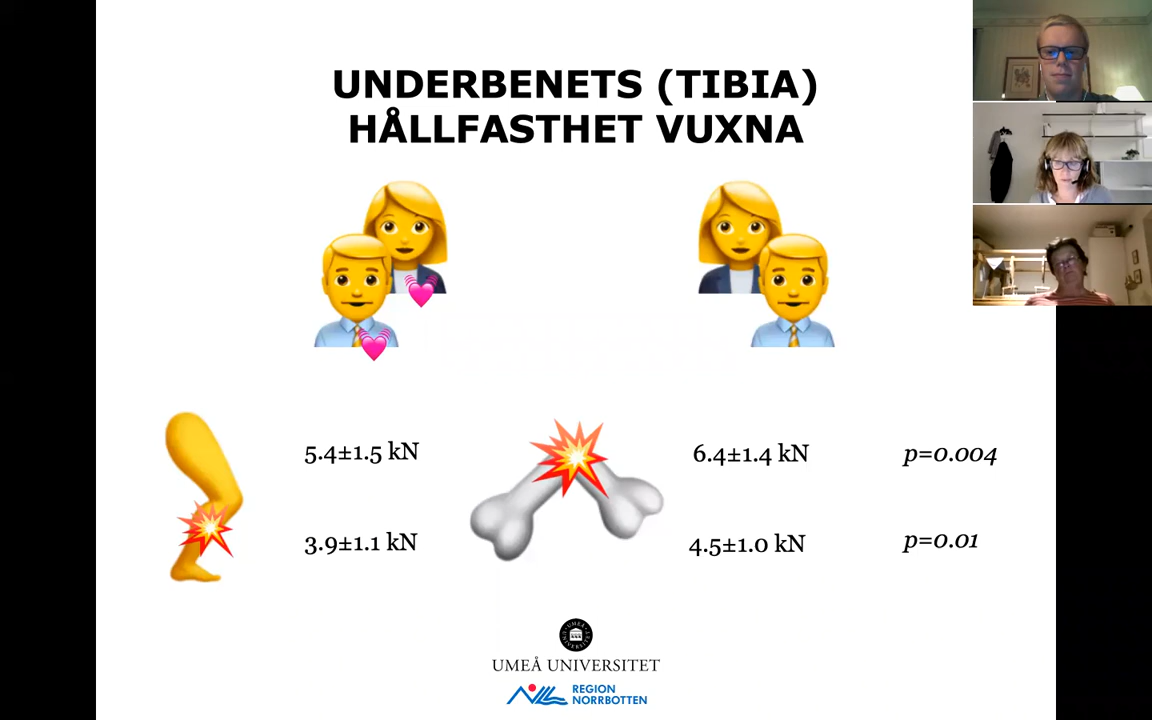 UNDERBENETS (TIBIA)
HÅLLFASTHET VUXNA
5.4±1.5 kN
6.4±1.4 kN
p=0.004
3.9±1.1 kN
4.5±1.0 kN
p=0.01
UMEÅ UNIVERSITET
REGION
NORRBOTTEN